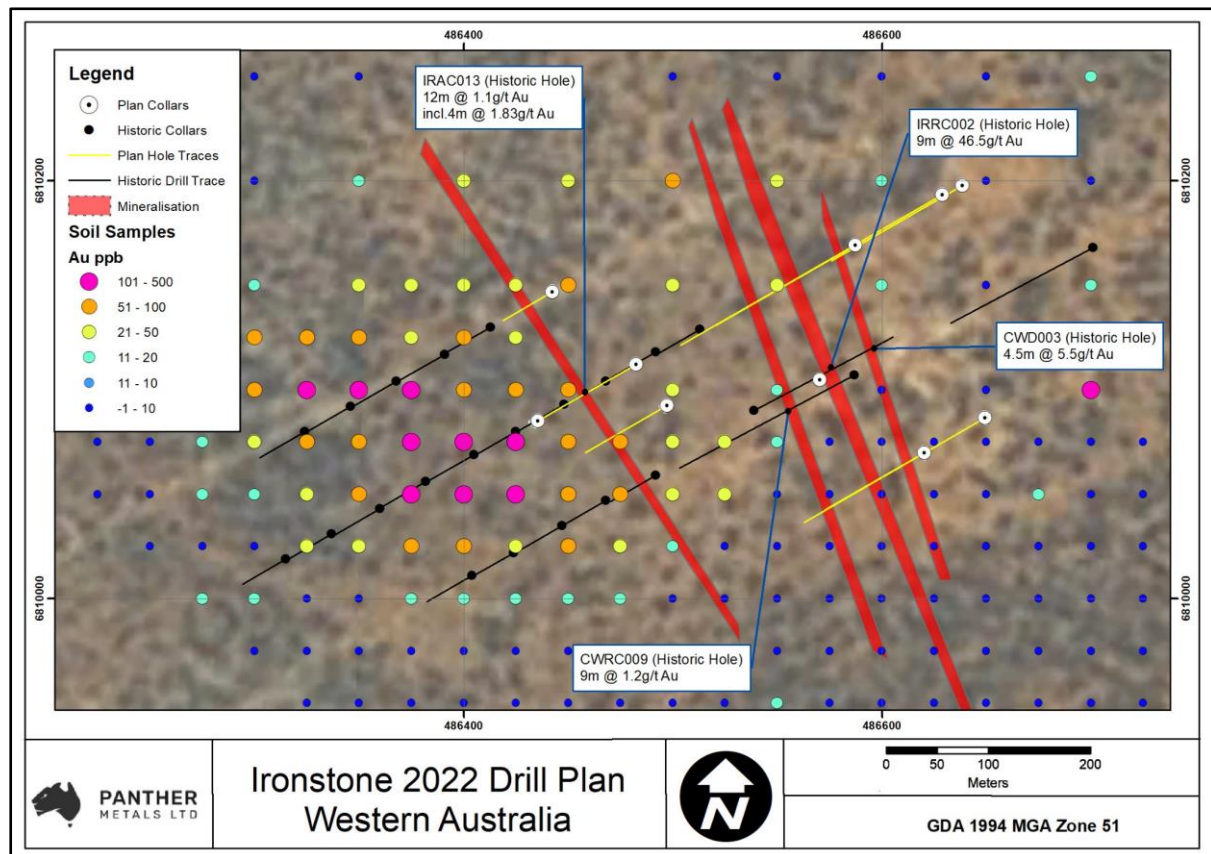 486400
486600
Legend
Plan Collars
Historic Collars
Plan Hole Traces
Historic Drill Trace
Mineralisation
Soil Samples
Au ppb
101 - 500
51 - 100
21 - 50
11 - 20
11 - 10
-1 - 10
IRAC013 (Historic Hole)
12m @ 1.1g/t Au
incl.4m @ 1.83g/t Au
IRRC002 (Historic Hole)
9m @ 46.5g/t Au
6810200
6810200
CWD003 (Historic Hole)
4.5m @ 5.5g/t Au
6810000
6810000
CWRC009 (Historic Hole)
9m @ 1.2g/t Au
486400
486600
PANTHER
METALS LTD
Ironstone 2022 Drill Plan
Western Australia
N
0 50 100 200
Meters
GDA 1994 MGA Zone 51